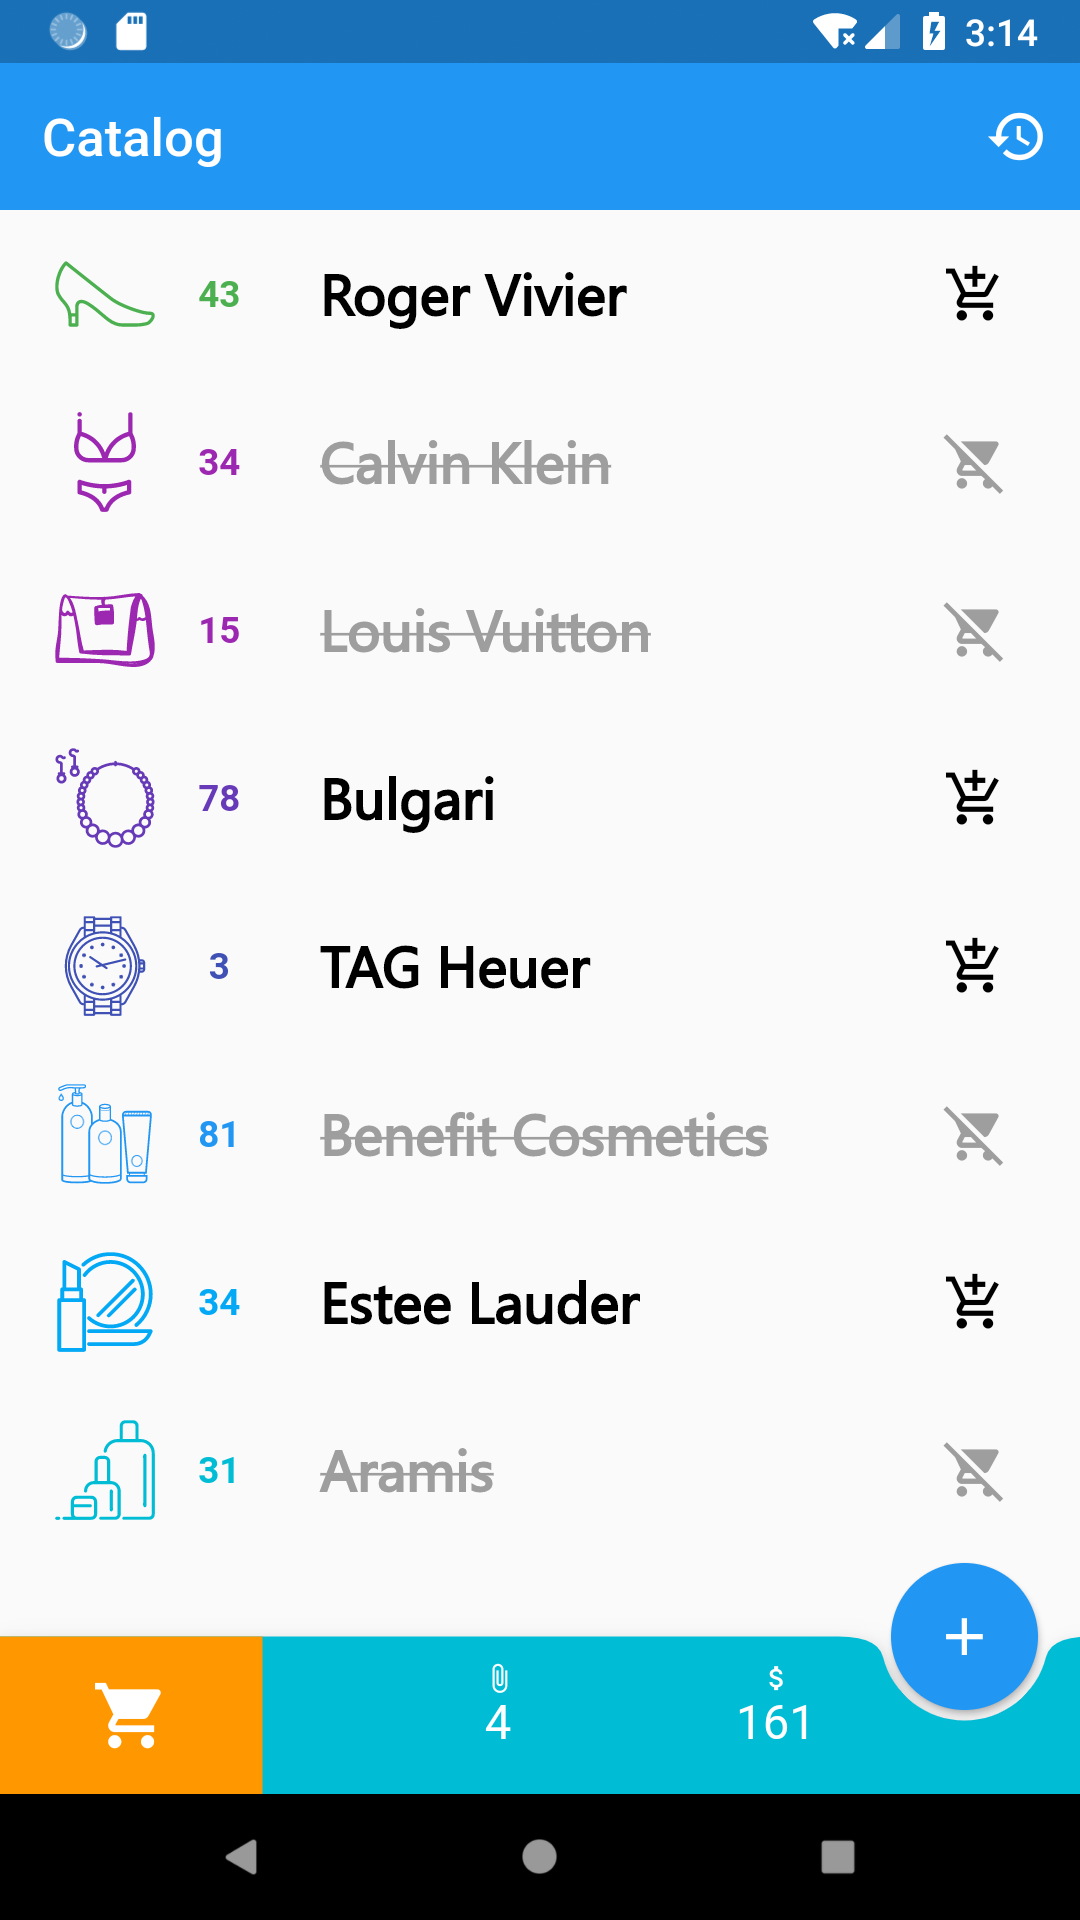 3:14
Catalog
43 Roger Vivier
34 Calvin Klein
15 Louis Vuitton
78 Bulgari
3 TAG Heuer
81 Benefit Cosmetics
34 Estee Lauder
31 Aramis
+
$
4 161